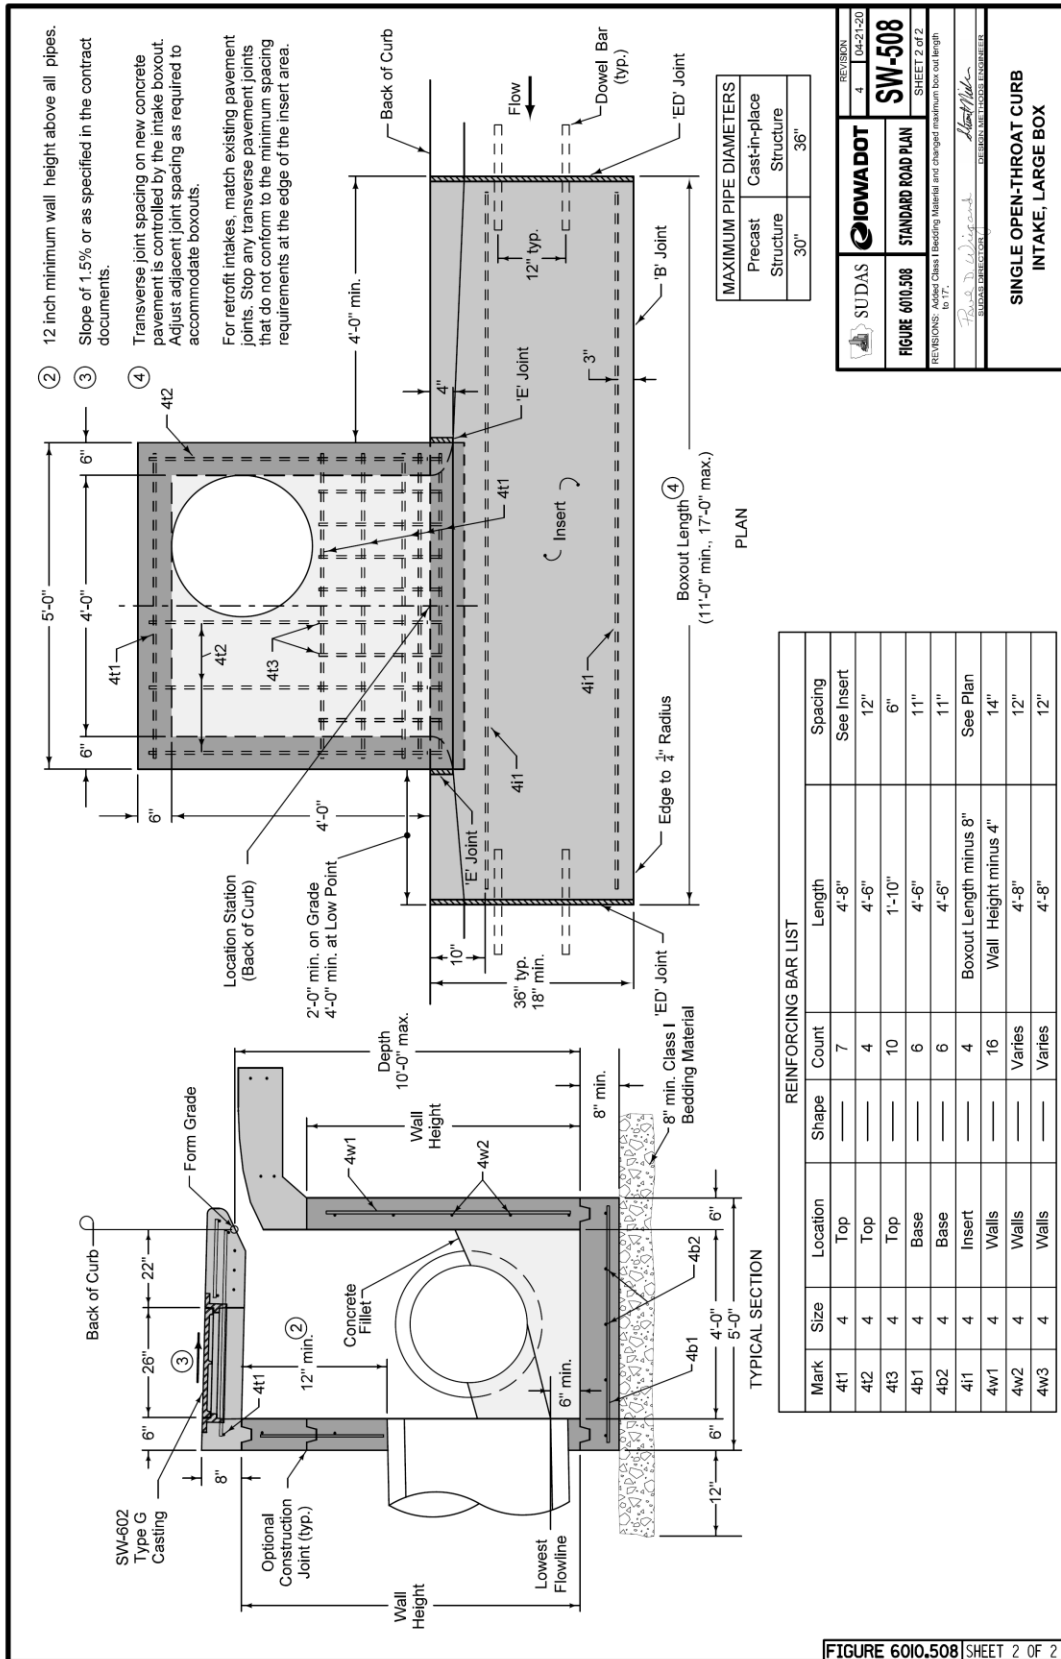 ② 12 inch minimum wall height above all pipes.
③ Slope of 1.5% or as specified in the contract
documents.
④ Transverse joint spacing on new concrete
pavement is controlled by the intake boxout.
Adjust adjacent joint spacing as required to
accommodate boxouts.
For retrofit intakes, match existing pavement
joints. Stop any transverse pavement joints
that do not conform to the minimum spacing
requirements at the edge of the insert area.
5'-0"
6"
4'-0"
6"
4t1
4t2
4t2
4t3
4t1
6"
4'-0"
Location Station
(Back of Curb)
2'-0" min. on Grade
4'-0" min. at Low Point
4'-0" min.
Back of Curb
Flow
Dowel Bar
(typ.)
'ED' Joint
12" typ.
4"
'E' Joint
'E' Joint
3"
'B' Joint
Insert
4i1
4i1
10"
36" typ.
18" min.
'ED' Joint
Edge to 1/4" Radius
Boxout Length ④
(11'-0" min., 17'-0" max.)
PLAN
MAXIMUM PIPE DIAMETERS
Precast
Structure
Cast-in-place
Structure
30"
36"
Back of Curb
Form Grade
22"
26"
6"
③
SW-602
Type G
Casting
8"
4t1
12" min.
②
Optional
Construction
Joint (typ.)
Wall
Height
Concrete
Fillet
Lowest
Flowline
6" min.
4w1
4w2
Wall
Height
Depth
10'-0" max.
8" min.
8" min. Class I
Bedding Material
4b1
4b2
12"
6"
4'-0"
6"
5'-0"
TYPICAL SECTION
REINFORCING BAR LIST
Mark Size Location Shape Count Length Spacing
4t1 4 Top 7 4'-8" See Insert
4t2 4 Top 4 4'-6" 12"
4t3 4 Top 10 1'-10" 6"
4b1 4 Base 6 4'-6" 11"
4b2 4 Base 6 4'-6" 11"
4i1 4 Insert 4 Boxout Length minus 8" See Plan
4w1 4 Walls 16 Wall Height minus 4" 14"
4w2 4 Walls Varies 4'-8" 12"
4w3 4 Walls Varies 4'-8" 12"
SUDAS
IOWADOT
REVISION
4 04-21-20
FIGURE 6010.508
STANDARD ROAD PLAN
SW-508
SHEET 2 of 2
REVISIONS: Added Class I Bedding Material and changed maximum box out length
to 17'.
SUDAS DIRECTOR
DESIGN METHODS ENGINEER
SINGLE OPEN-THROAT CURB
INTAKE, LARGE BOX
FIGURE 6010.508 SHEET 2 OF 2